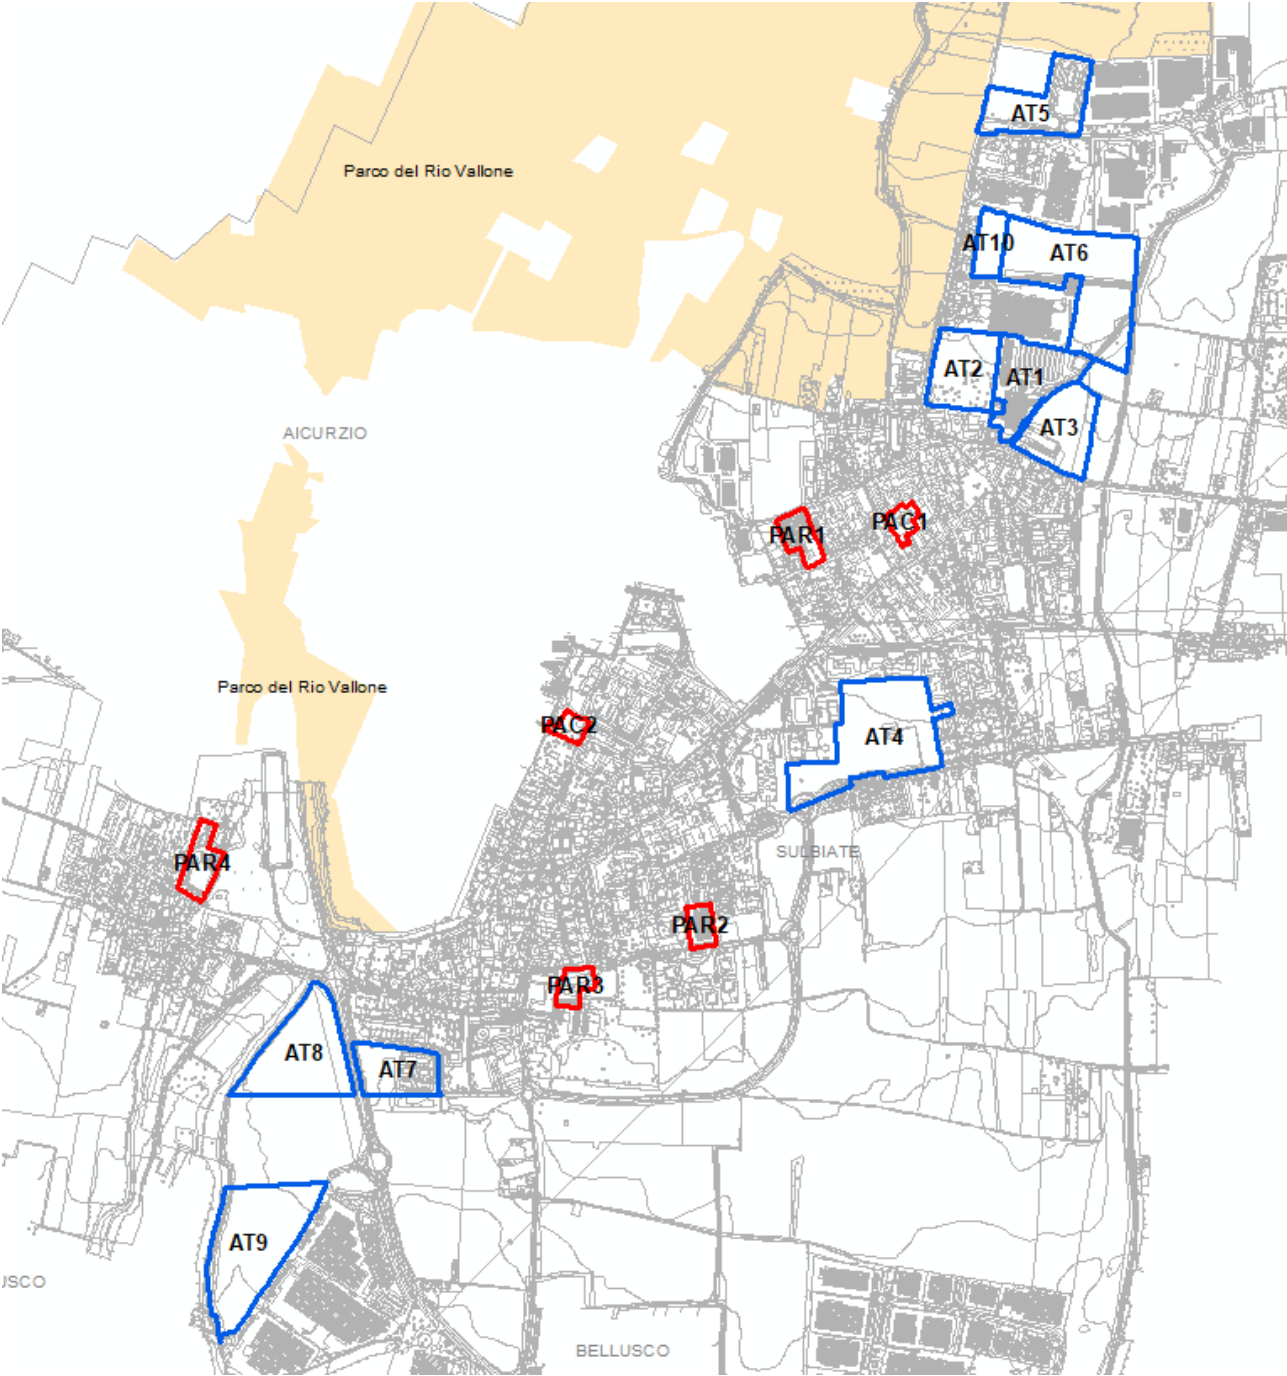 AT5
Parco del Rio Vallone
AT10
AT6
AT2
AT1
AT3
AICURZIO
PAR1
PAC1
Parco del Rio Vallone
PAC2
AT4
SULBIATE
PAR4
PAR2
PAR3
AT8
AT7
AT9
USCO
BELLUSCO